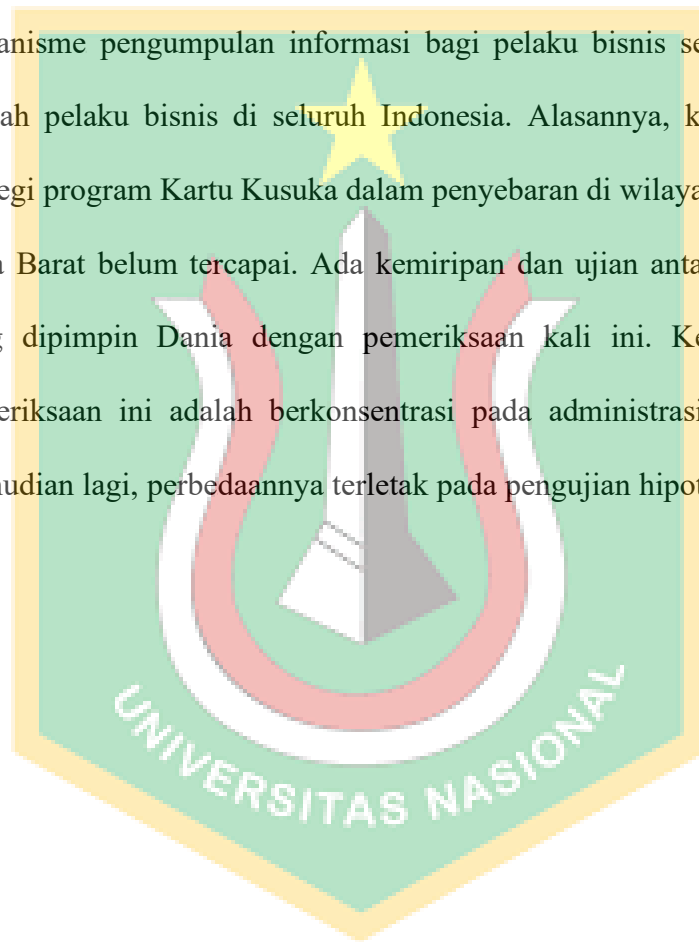 anisme pengumpulan informasi bagi pelaku bisnis se
ah pelaku bisnis di seluruh Indonesia. Alasannya, k
egi program Kartu Kusuka dalam penyebaran di wilaya
a Barat belum tercapai. Ada kemiripan dan ujian anta
g dipimpin Dania dengan pemeriksaan kali ini. Ke
eriksaan ini adalah berkonsentrasi pada administrasi
nudian lagi, perbedaannya terletak pada pengujian hipot
UNIVERSITAS NASIONAL